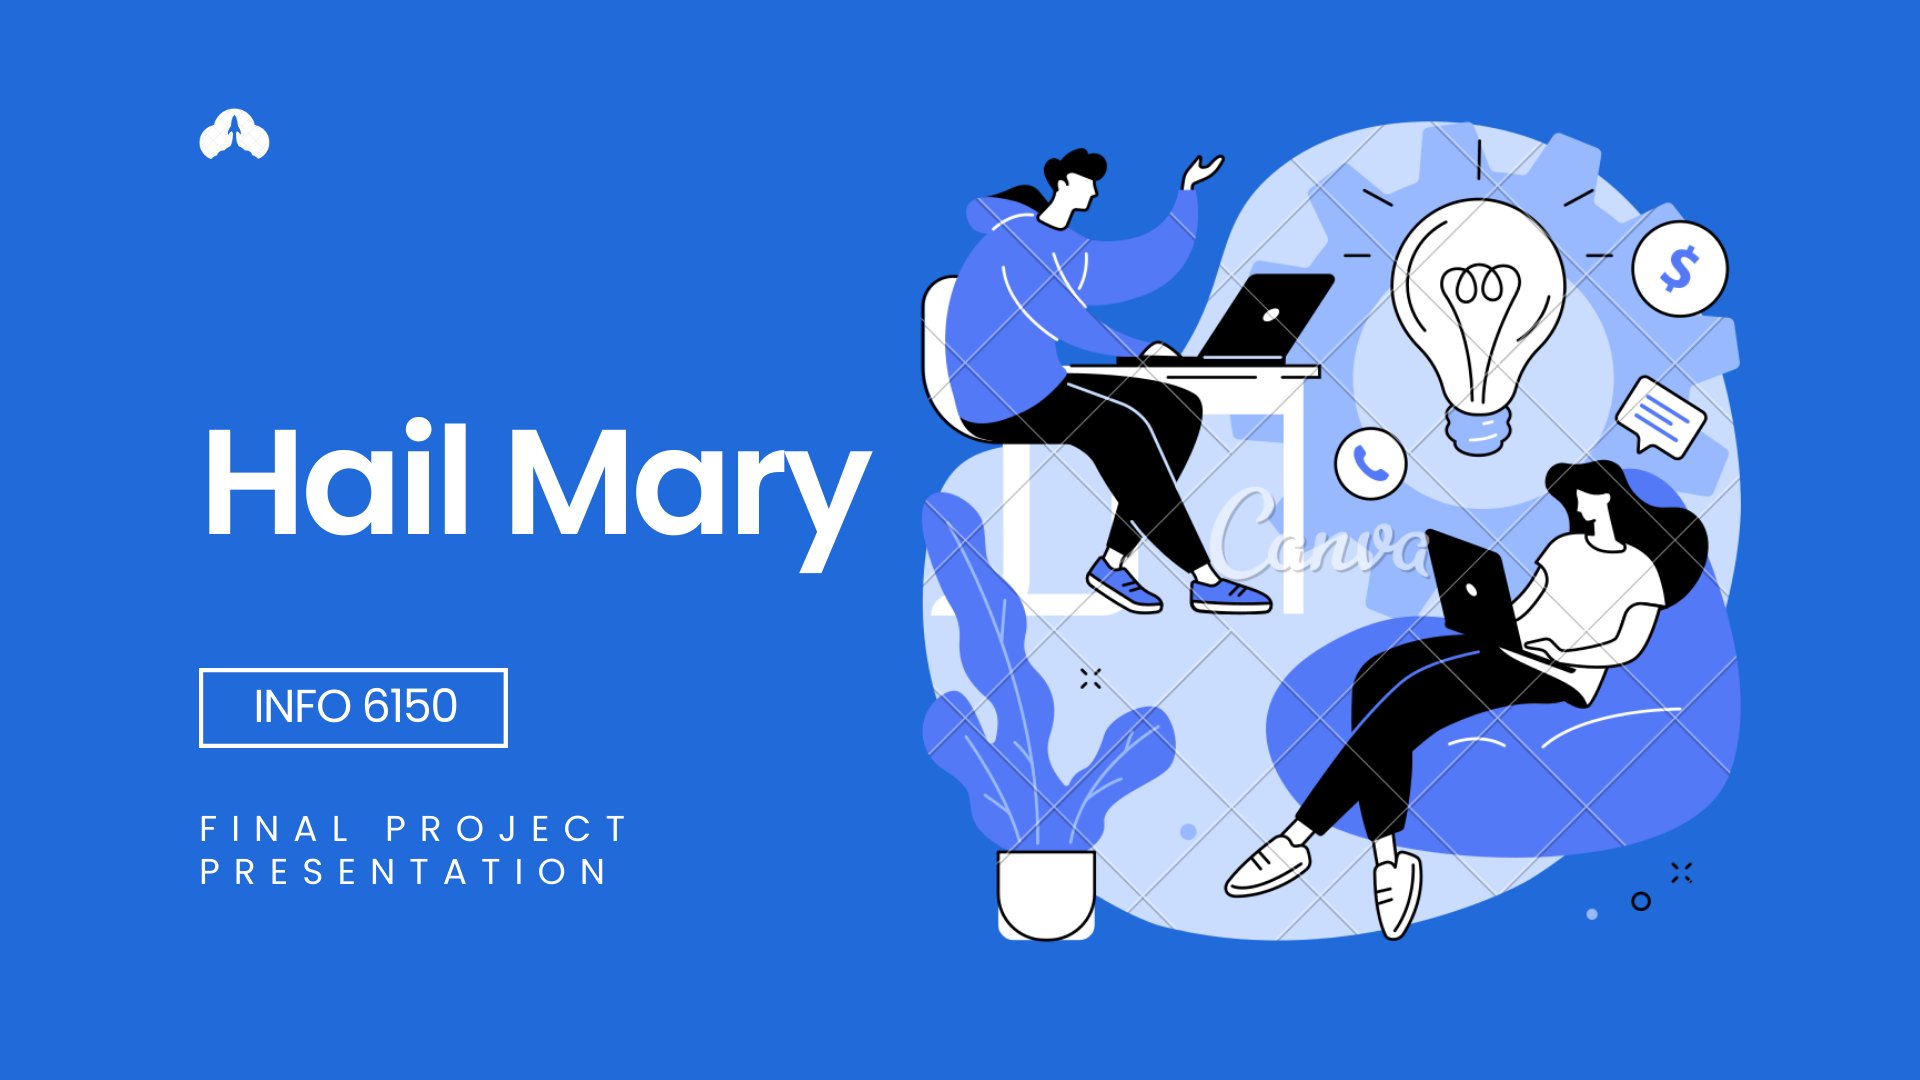 Hail Mary
INFO 6150
FINAL PROJECT
PRESENTATION
$
Canva